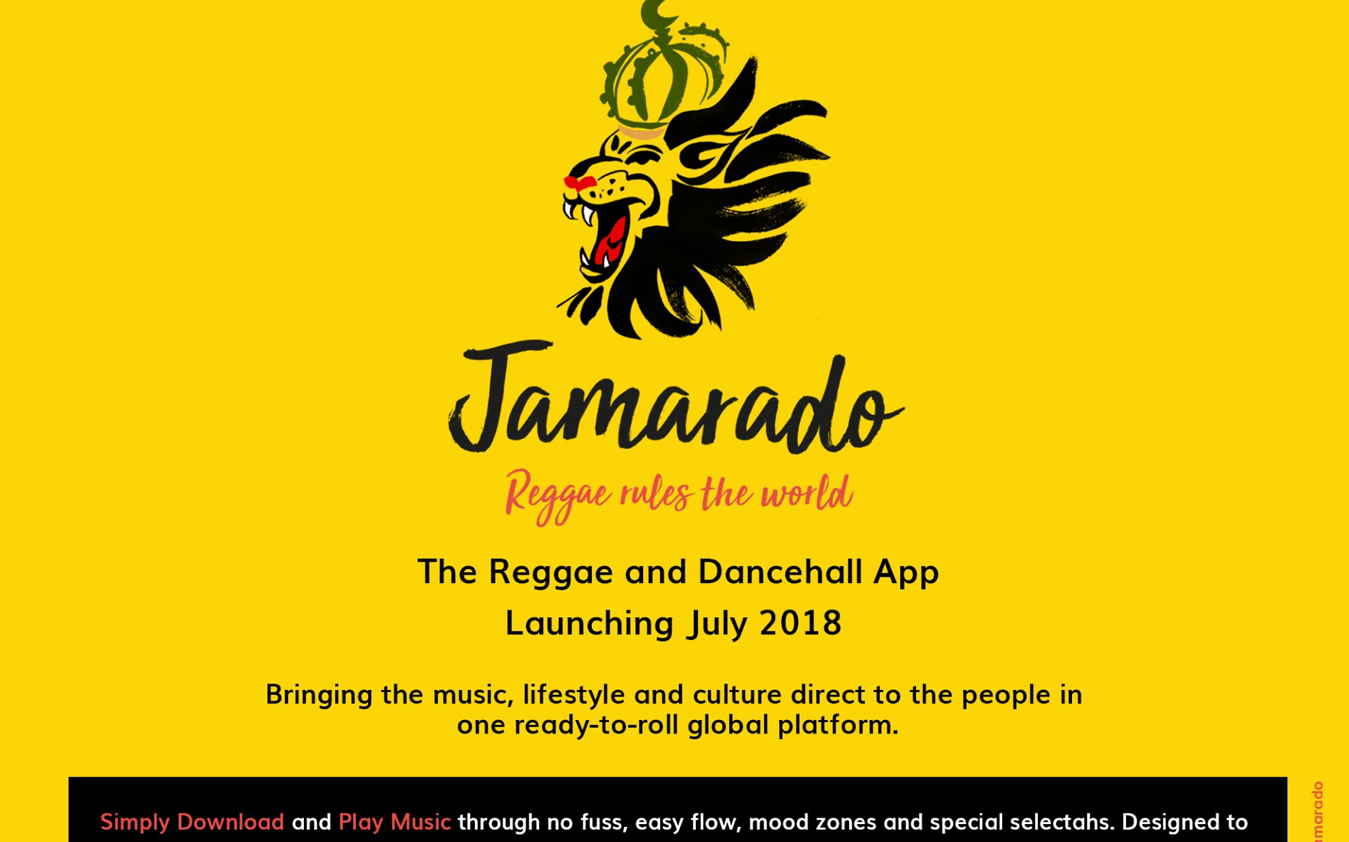 Jamarado
Reggae rules the world
The Reggae and Dancehall App
Launching July 2018
Bringing the music, lifestyle and culture direct to the people in
one ready-to-roll global platform.
Simply Download and Play Music through no fuss, easy flow, mood zones and special selectahs. Designed to